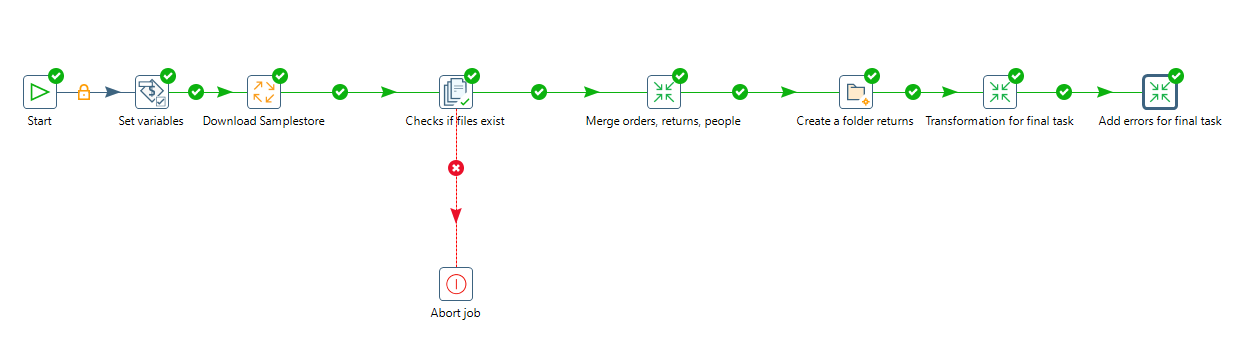 Start
Set variables
Download Samplestore
Checks if files exist
Merge orders, returns, people
Create a folder returns
Transformation for final task
Add errors for final task
Abort job